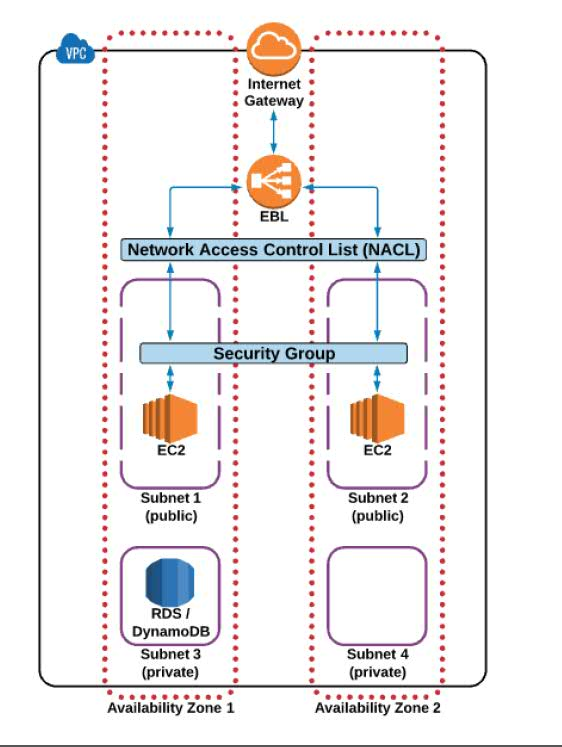 VPC
Internet
Gateway
EBL
Network Access Control List (NACL)
Security Group
EC2
EC2
Subnet 1
(public)
Subnet 2
(public)
RDS /
DynamoDB
Subnet 3
(private)
Subnet 4
(private)
Availability Zone 1
Availability Zone 2